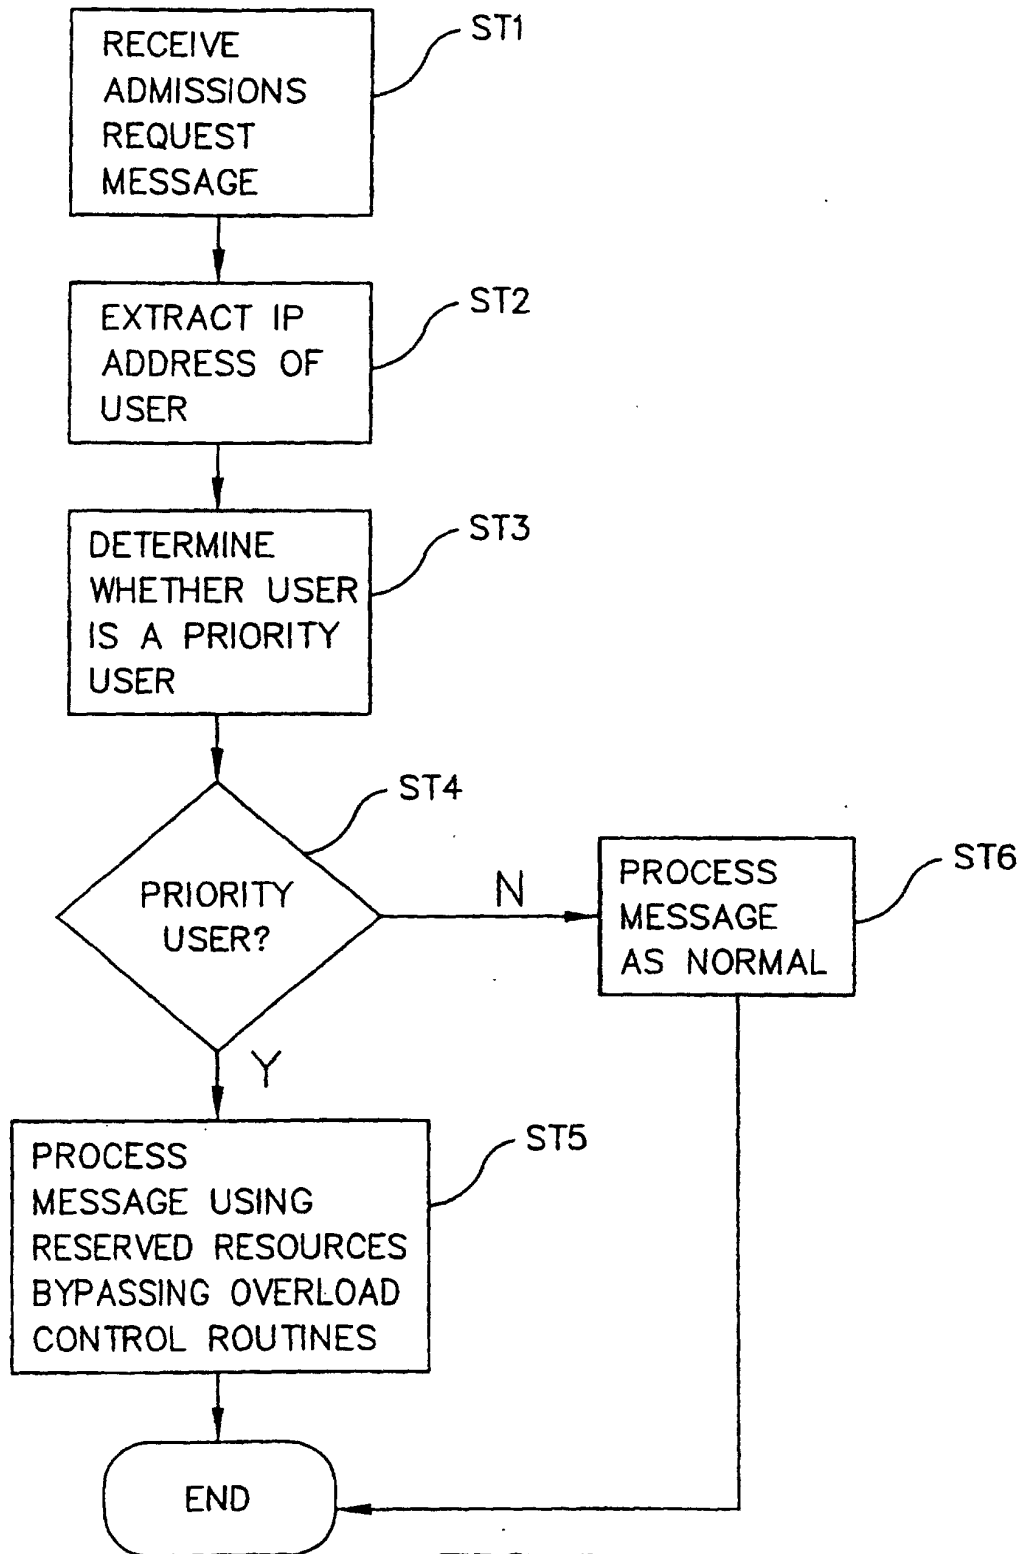 RECEIVE
ADMISSIONS
REQUEST
MESSAGE
ST1
EXTRACT IP
ADDRESS OF
USER
ST2
DETERMINE
WHETHER USER
IS A PRIORITY
USER
ST3
PRIORITY
USER?
ST4
N
PROCESS
MESSAGE
AS NORMAL
ST6
Y
PROCESS
MESSAGE USING
RESERVED RESOURCES
BYPASSING OVERLOAD
CONTROL ROUTINES
ST5
END